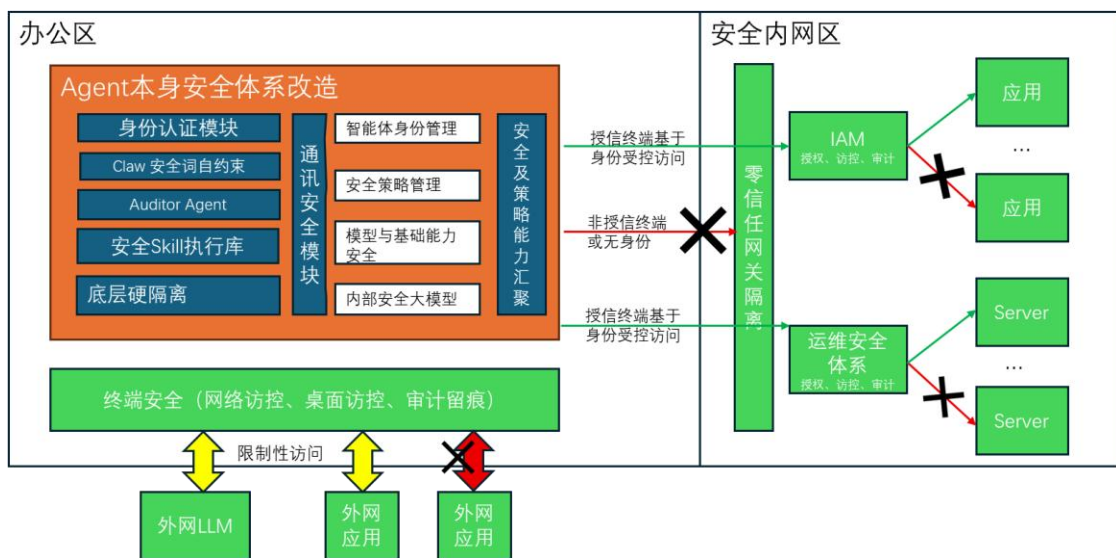 办公区
安全内网区
Agent本身安全体系改造
身份认证模块
Claw 安全词自约束
Auditor Agent
安全Skill执行库
底层硬隔离
通讯安全模块
智能体身份管理
安全策略管理
模型与基础能力
安全
内部安全大模型
安全及策略能力汇聚
授信终端基于
身份受控访问
非授信终端
或无身份
授信终端基于
身份受控访问
零信任网关隔离
IAM
授权、访控、审计
应用
...
应用
运维安全
体系
授权、访控、审计
Server
...
Server
终端安全（网络访控、桌面访控、审计留痕）
限制性访问
外网LLM
外网
应用
外网
应用